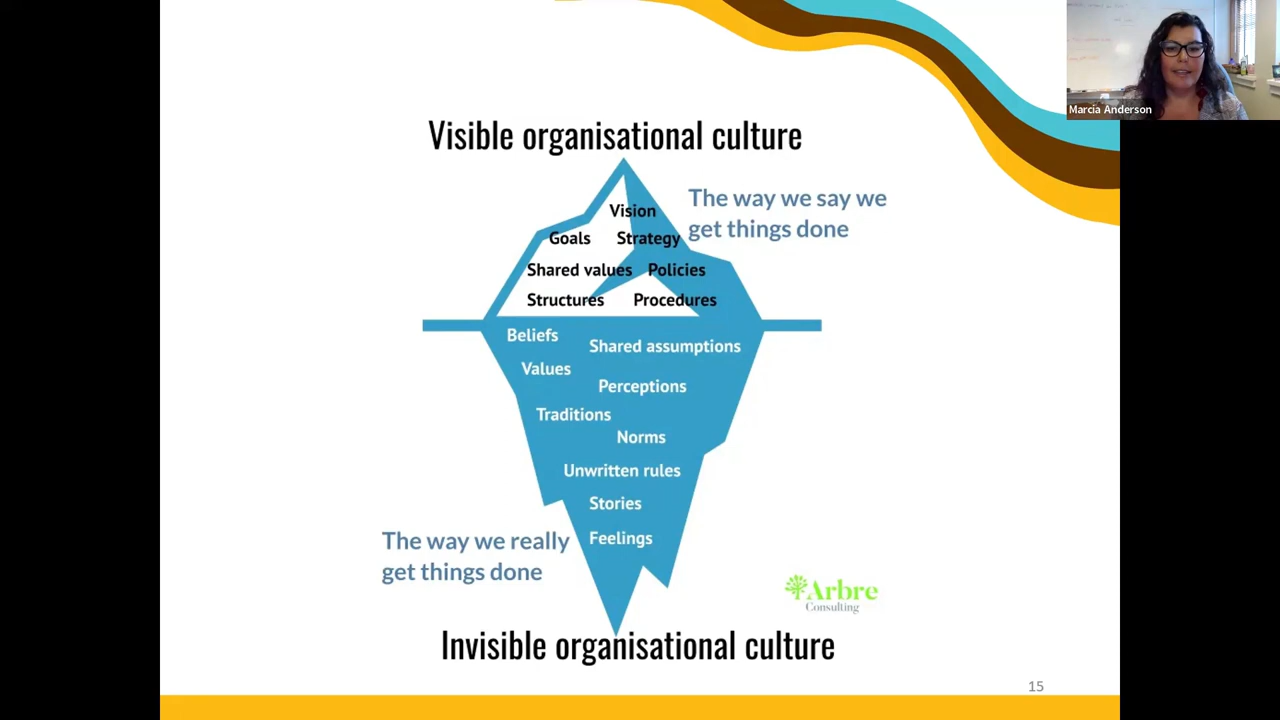 Marcia Anderson
Visible organisational culture
The way we say we
get things done
Vision
Goals Strategy
Shared values Policies
Structures Procedures
Beliefs
Shared assumptions
Values
Perceptions
Traditions
Norms
Unwritten rules
Stories
Feelings
The way we really
get things done
Arbre
Consulting
Invisible organisational culture
15